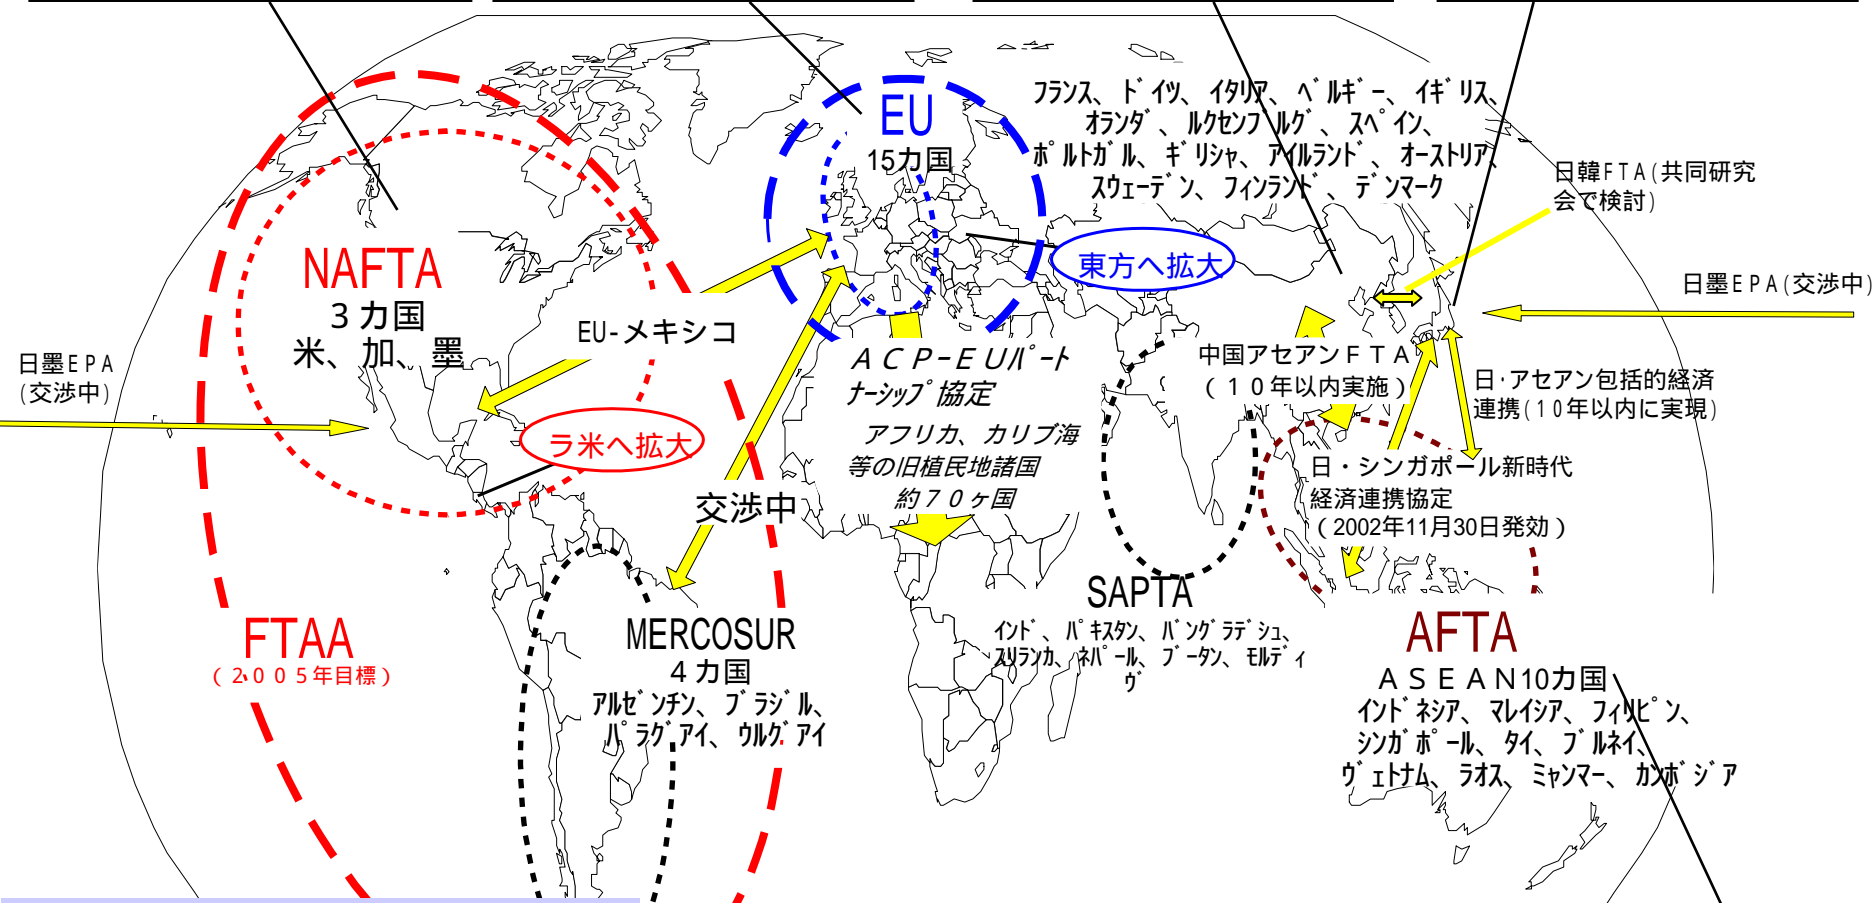 EU
15カ国
フランス、ドイツ、イタリア、ベルギー、イギリス、
オランダ、ルクセンブルグ、スペイン、
ポルトガル、ギリシャ、アイルランド、オーストリア、
スウェーデン、フィンランド、デンマーク
日韓FTA(共同研究
会で検討)
東方へ拡大
日墨EPA(交渉中)
NAFTA
3カ国
米、加、墨
EU-メキシコ
日墨EPA
(交渉中)
ACP-EUパート
ナーシップ協定
アフリカ、カリブ海
等の旧植民地諸国
約70ヶ国
中国アセアンFTA
(10年以内実施)
日・アセアン包括的経済
連携(10年以内に実現)
ラ米へ拡大
交渉中
日・シンガポール新時代
経済連携協定
(2002年11月30日発効)
FTAA
(2005年目標)
MERCOSUR
4カ国
アルゼンチン、ブラジル、
パラグアイ、ウルグアイ
SAPTA
インド、パキスタン、バングラデシュ、
スリランカ、ネパール、ブータン、モルディ
ヴ
AFTA
ASEAN10カ国
インドネシア、マレイシア、フィリピン、
シンガポール、タイ、ブルネイ、
ヴェトナム、ラオス、ミャンマー、カンボジア